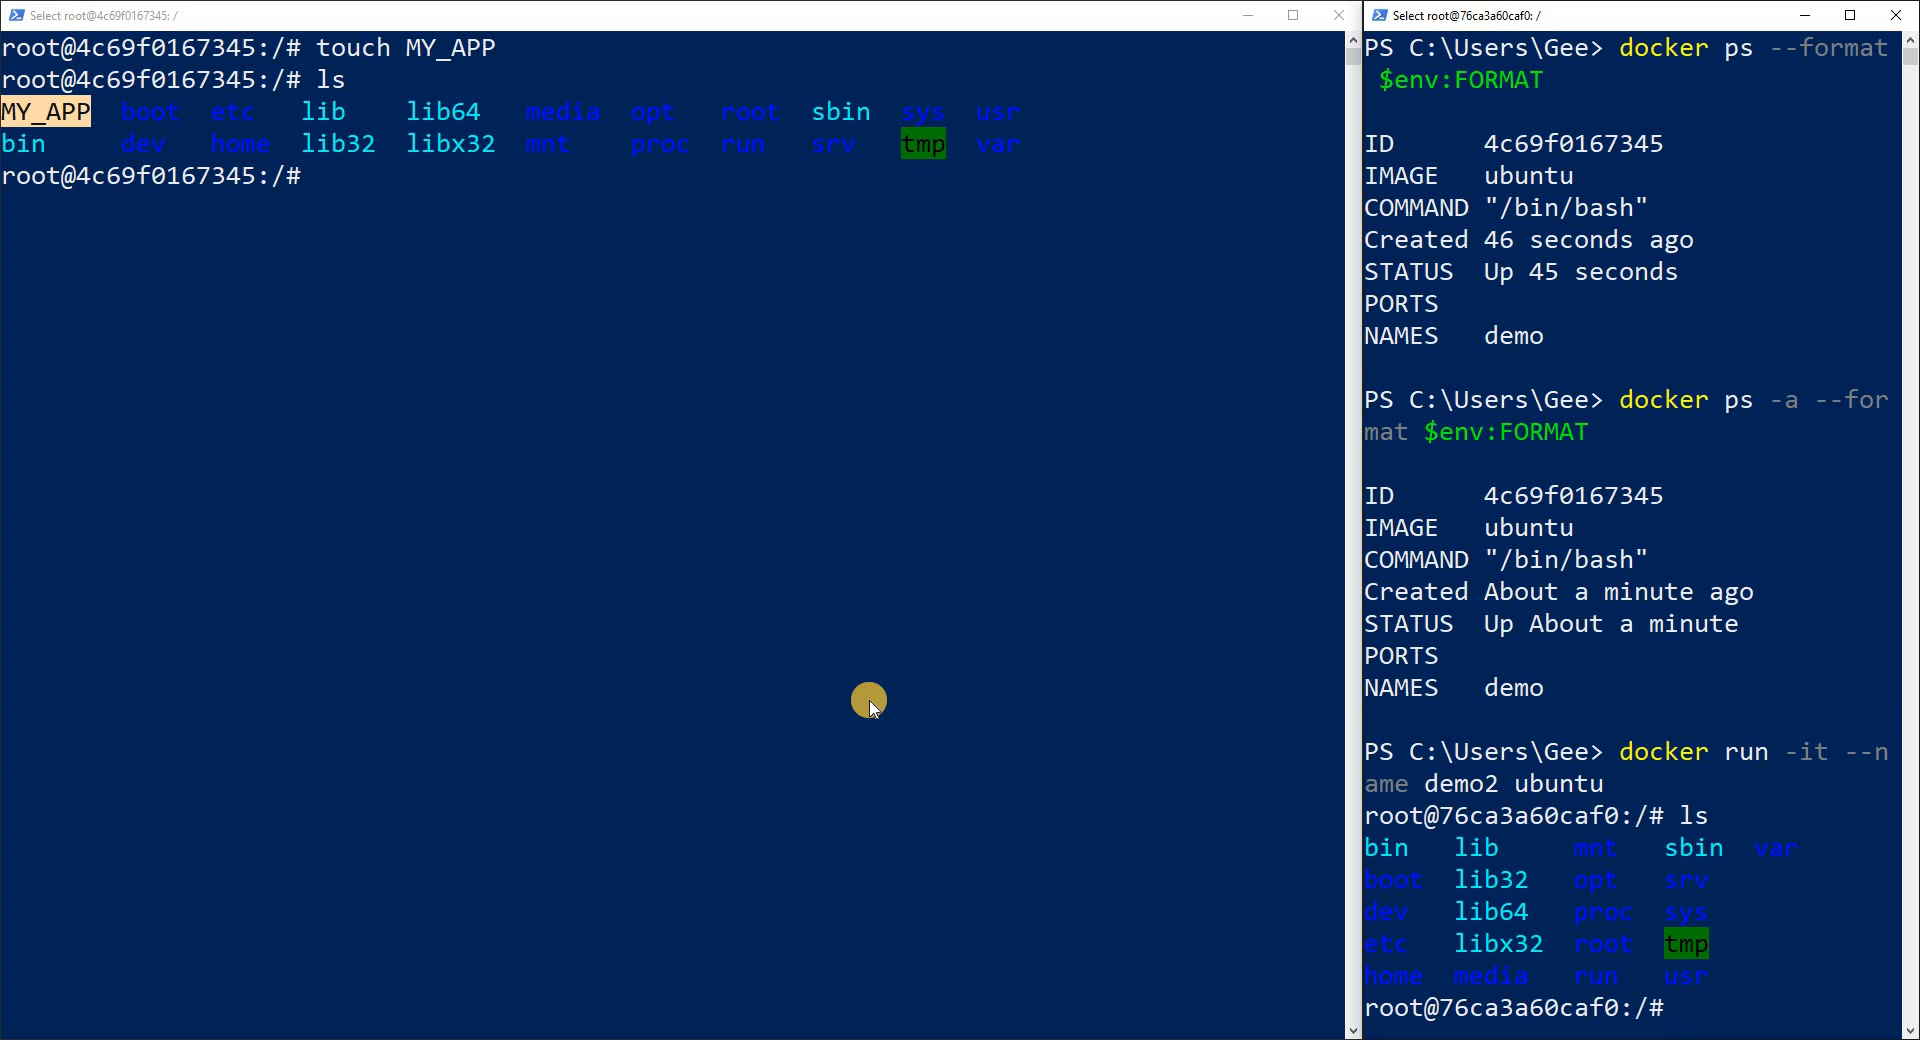 Select root@4c69f0167345: /
root@4c69f0167345:/# touch MY_APP
root@4c69f0167345:/# ls
MY_APP boot etc lib lib64 media opt root sbin sys usr
bin dev home lib32 libx32 mnt proc run srv tmp var
root@4c69f0167345:/#
Select root@76ca3a60caf0: /
PS C:\Users\Gee> docker ps --format
$env:FORMAT
ID 4c69f0167345
IMAGE ubuntu
COMMAND "/bin/bash"
Created 46 seconds ago
STATUS Up 45 seconds
PORTS
NAMES demo
PS C:\Users\Gee> docker ps -a --for
mat $env:FORMAT
ID 4c69f0167345
IMAGE ubuntu
COMMAND "/bin/bash"
Created About a minute ago
STATUS Up About a minute
PORTS
NAMES demo
PS C:\Users\Gee> docker run -it --n
ame demo2 ubuntu
root@76ca3a60caf0:/# ls
bin lib mnt sbin var
boot lib32 opt srv
dev lib64 proc sys
etc libx32 root tmp
home media run usr
root@76ca3a60caf0:/#